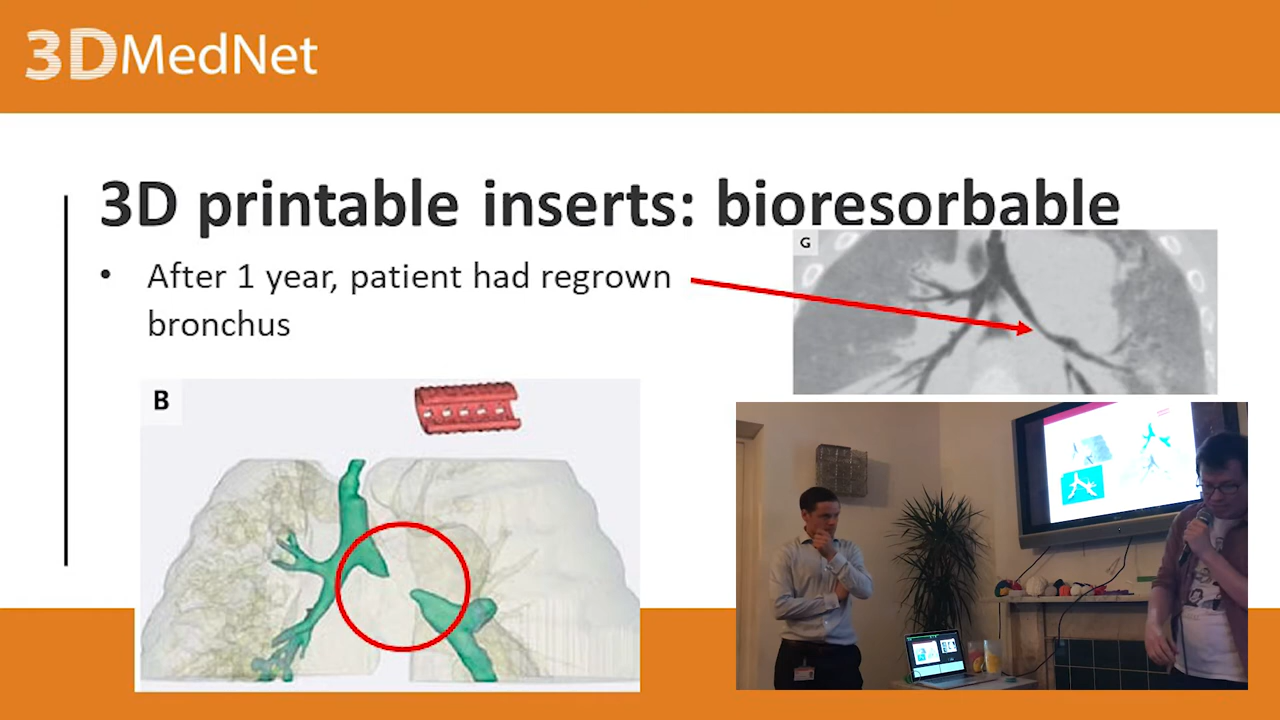 3DMedNet
3D printable inserts: bioresorbable
• After 1 year, patient had regrown
bronchus
G
B